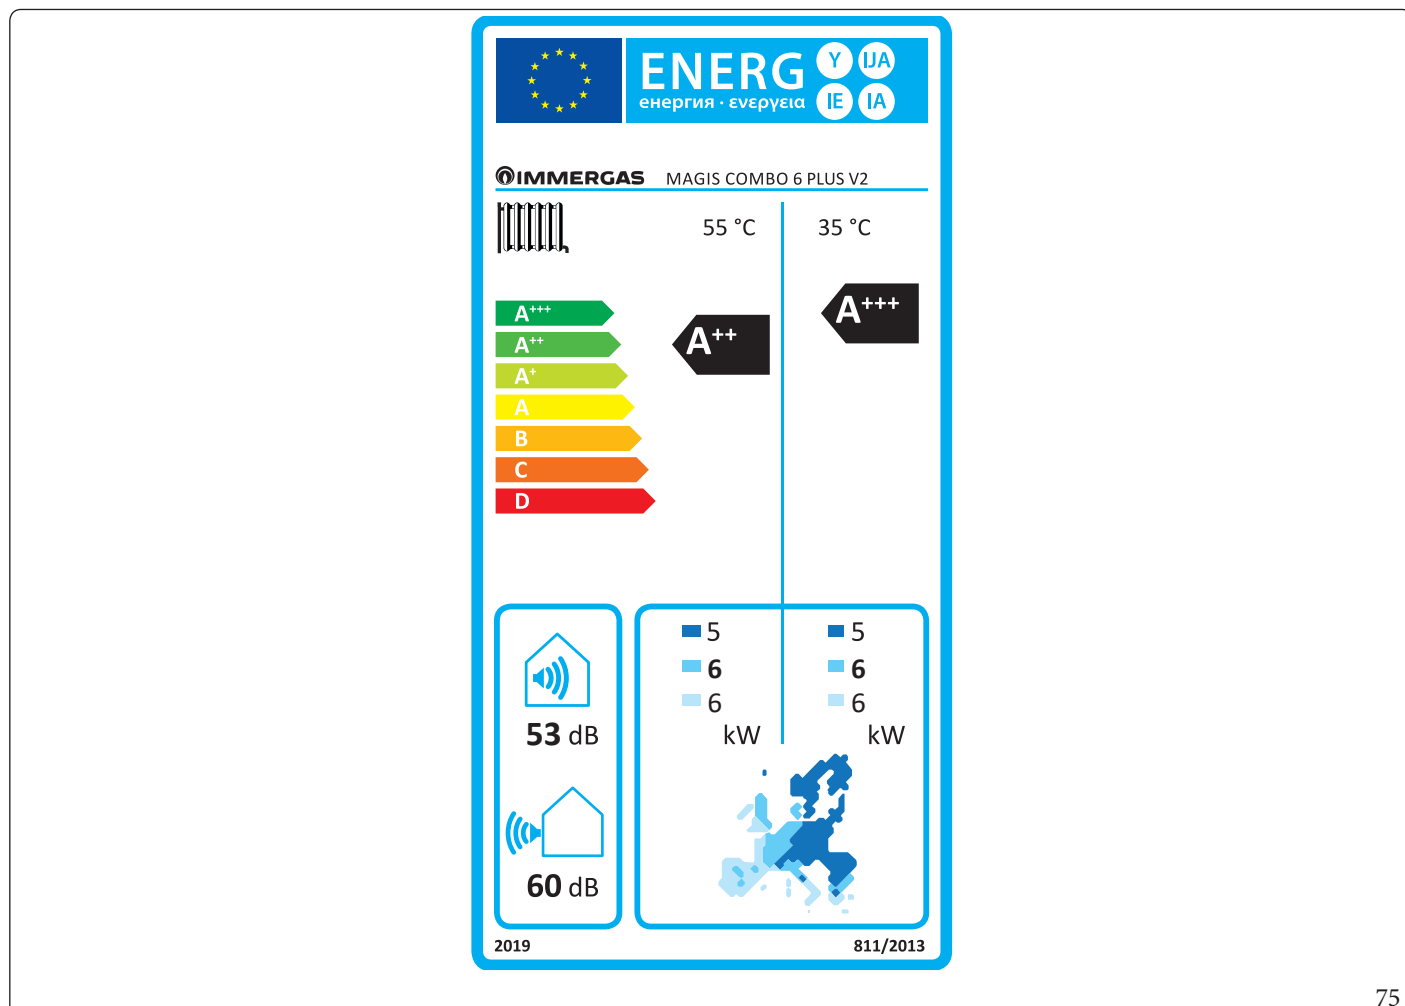 ENERG Y IJA
енергия · ενεργεια IE IA
IMMERGAS MAGIS COMBO 6 PLUS V2
55 °C 35 °C
A+++
A++
A+
A
B
C
D
A++
A+++
53 dB
60 dB
5 5
6 6
6 6
kW kW
2019 811/2013
75